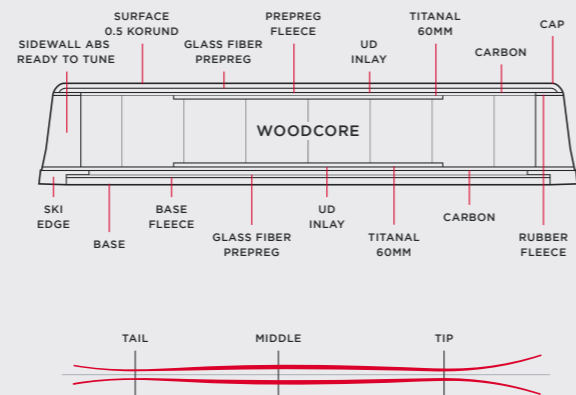 SURFACE
0.5 KORUND
PREPREG
FLEECE
TITANAL
60MM
CAP
SIDEWALL ABS
READY TO TUNE
GLASS FIBER
PREPREG
UD
INLAY
CARBON
WOODCORE
SKI
EDGE
BASE
BASE
FLEECE
GLASS FIBER
PREPREG
UD
INLAY
TITANAL
60MM
CARBON
RUBBER
FLEECE
TAIL
MIDDLE
TIP